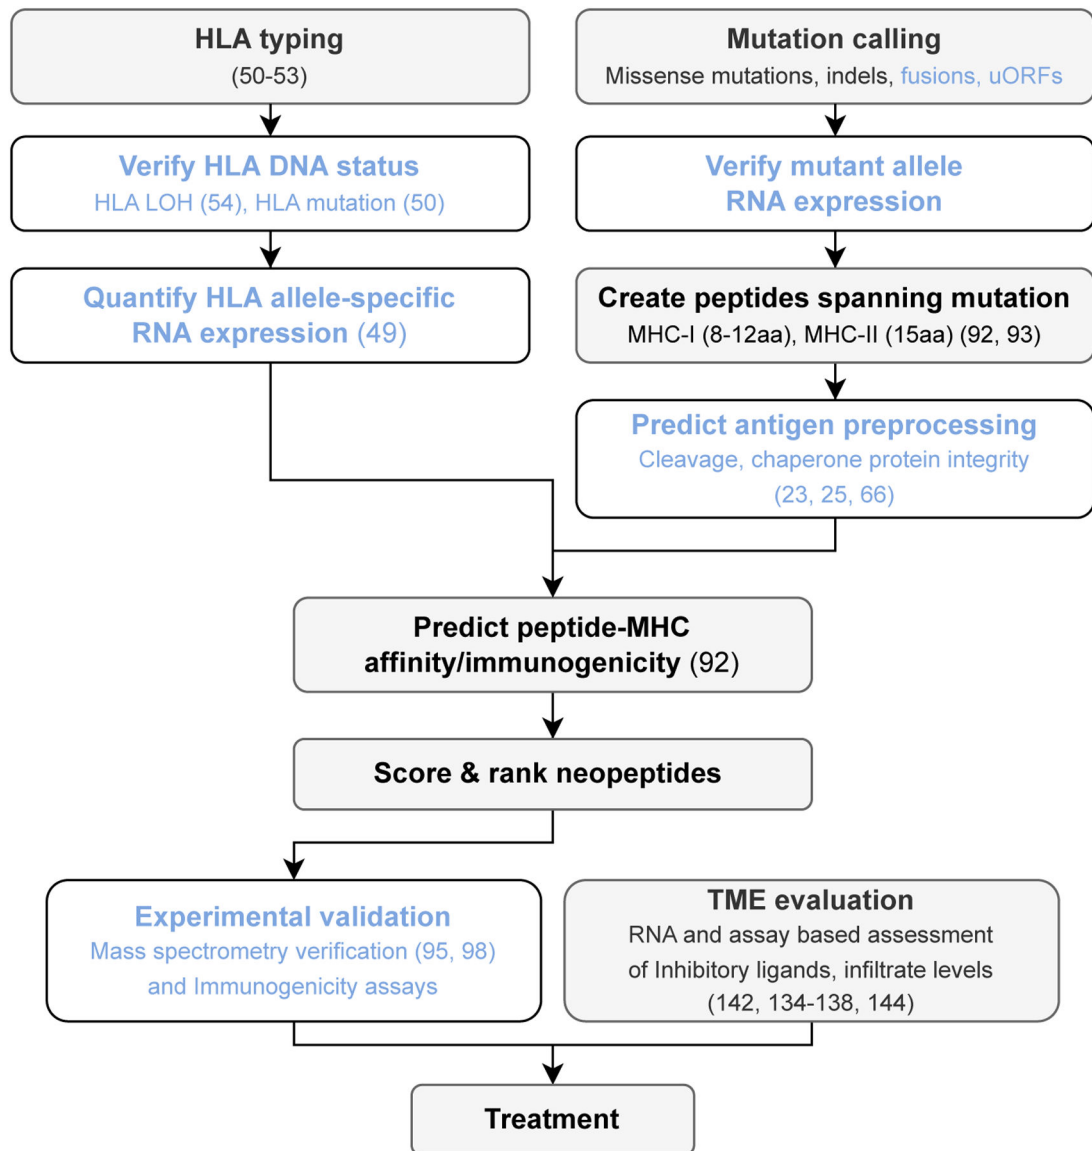 HLA typing
(50-53)
Mutation calling
Missense mutations, indels, fusions, uORFs
Verify HLA DNA status
HLA LOH (54), HLA mutation (50)
Verify mutant allele
RNA expression
Quantify HLA allele-specific
RNA expression (49)
Create peptides spanning mutation
MHC-I (8-12aa), MHC-II (15aa) (92, 93)
Predict antigen preprocessing
Cleavage, chaperone protein integrity
(23, 25, 66)
Predict peptide-MHC
affinity/immunogenicity (92)
Score & rank neopeptides
Experimental validation
Mass spectrometry verification (95, 98)
and Immunogenicity assays
TME evaluation
RNA and assay based assessment
of Inhibitory ligands, infiltrate levels
(142, 134-138, 144)
Treatment